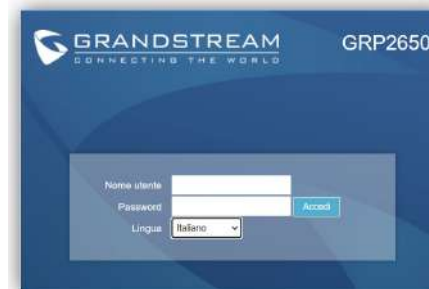 GRANDSTREAM
CONNECTING THE WORLD
GRP2650
Nome utente
Password
Accedi
Lingua
Italiano